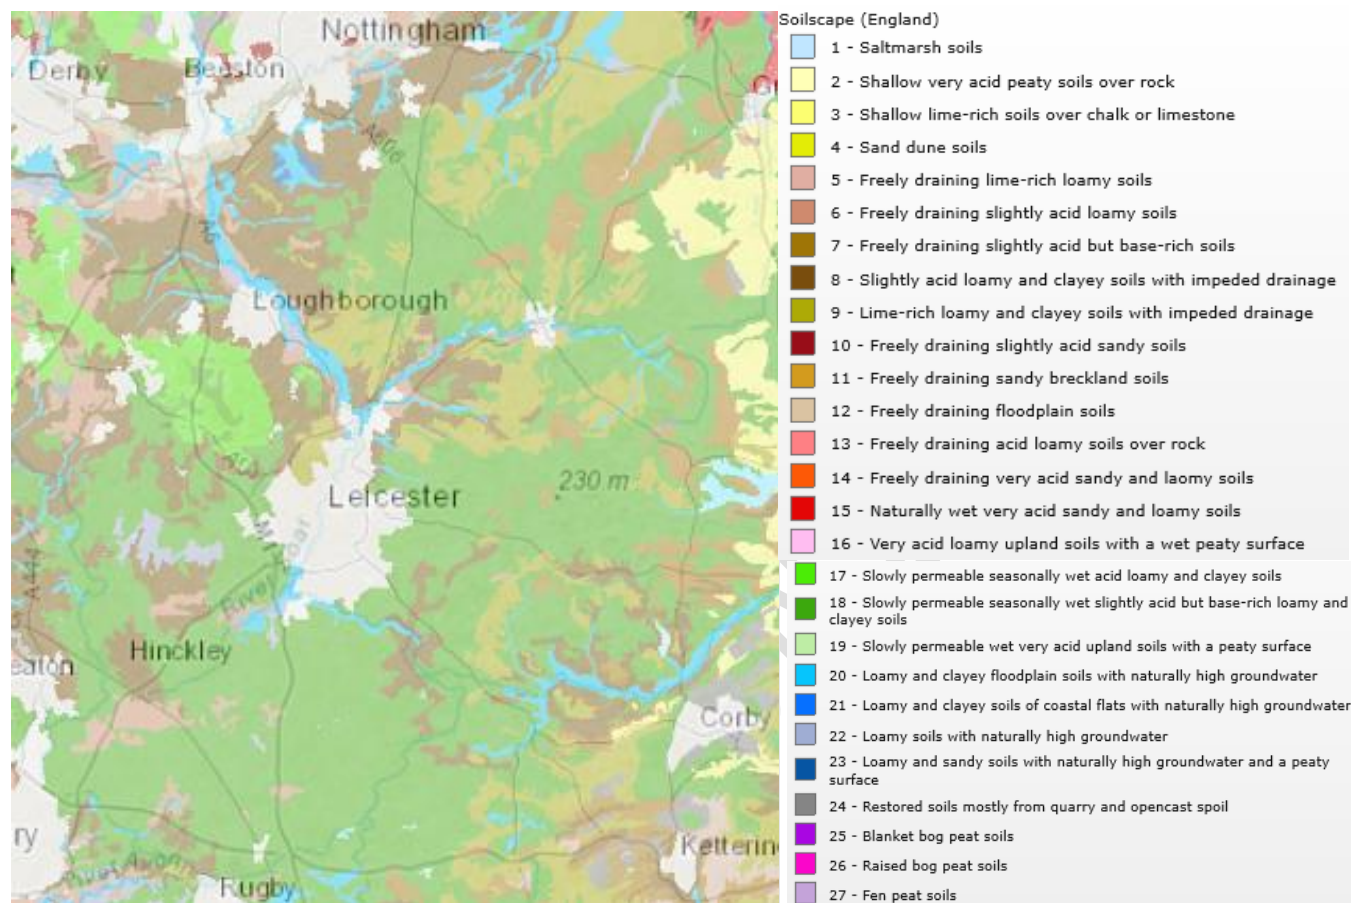 Nottingham
Derby
Beeston
A606
A6
Loughborough
230 m
Leicester
River Soar
A444
Hinckley
eaton
Corby
ry
Kettering
River Avon
Rugby
Soilscape (England)
1 - Saltmarsh soils
2 - Shallow very acid peaty soils over rock
3 - Shallow lime-rich soils over chalk or limestone
4 - Sand dune soils
5 - Freely draining lime-rich loamy soils
6 - Freely draining slightly acid loamy soils
7 - Freely draining slightly acid but base-rich soils
8 - Slightly acid loamy and clayey soils with impeded drainage
9 - Lime-rich loamy and clayey soils with impeded drainage
10 - Freely draining slightly acid sandy soils
11 - Freely draining sandy breckland soils
12 - Freely draining floodplain soils
13 - Freely draining acid loamy soils over rock
14 - Freely draining very acid sandy and laomy soils
15 - Naturally wet very acid sandy and loamy soils
16 - Very acid loamy upland soils with a wet peaty surface
17 - Slowly permeable seasonally wet acid loamy and clayey soils
18 - Slowly permeable seasonally wet slightly acid but base-rich loamy and
clayey soils
19 - Slowly permeable wet very acid upland soils with a peaty surface
20 - Loamy and clayey floodplain soils with naturally high groundwater
21 - Loamy and clayey soils of coastal flats with naturally high groundwater
22 - Loamy soils with naturally high groundwater
23 - Loamy and sandy soils with naturally high groundwater and a peaty
surface
24 - Restored soils mostly from quarry and opencast spoil
25 - Blanket bog peat soils
26 - Raised bog peat soils
27 - Fen peat soils